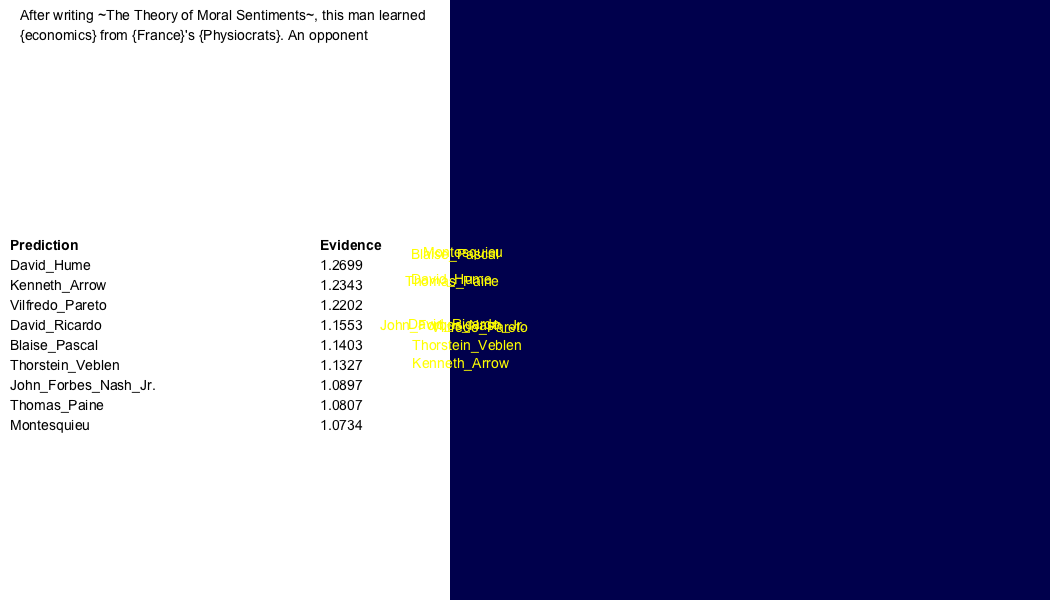 After writing ~The Theory of Moral Sentiments~, this man learned
{economics} from {France}'s {Physiocrats}. An opponent
Prediction Evidence
David_Hume 1.2699
Kenneth_Arrow 1.2343
Vilfredo_Pareto 1.2202
David_Ricardo 1.1553
Blaise_Pascal 1.1403
Thorstein_Veblen 1.1327
John_Forbes_Nash_Jr. 1.0897
Thomas_Paine 1.0807
Montesquieu 1.0734
Montesquieu
Blaise_Pascal
David_Hume
Thomas_Paine
David_Ricardo
John_Forbes_Nash_Jr.
Vilfredo_Pareto
Thorstein_Veblen
Kenneth_Arrow